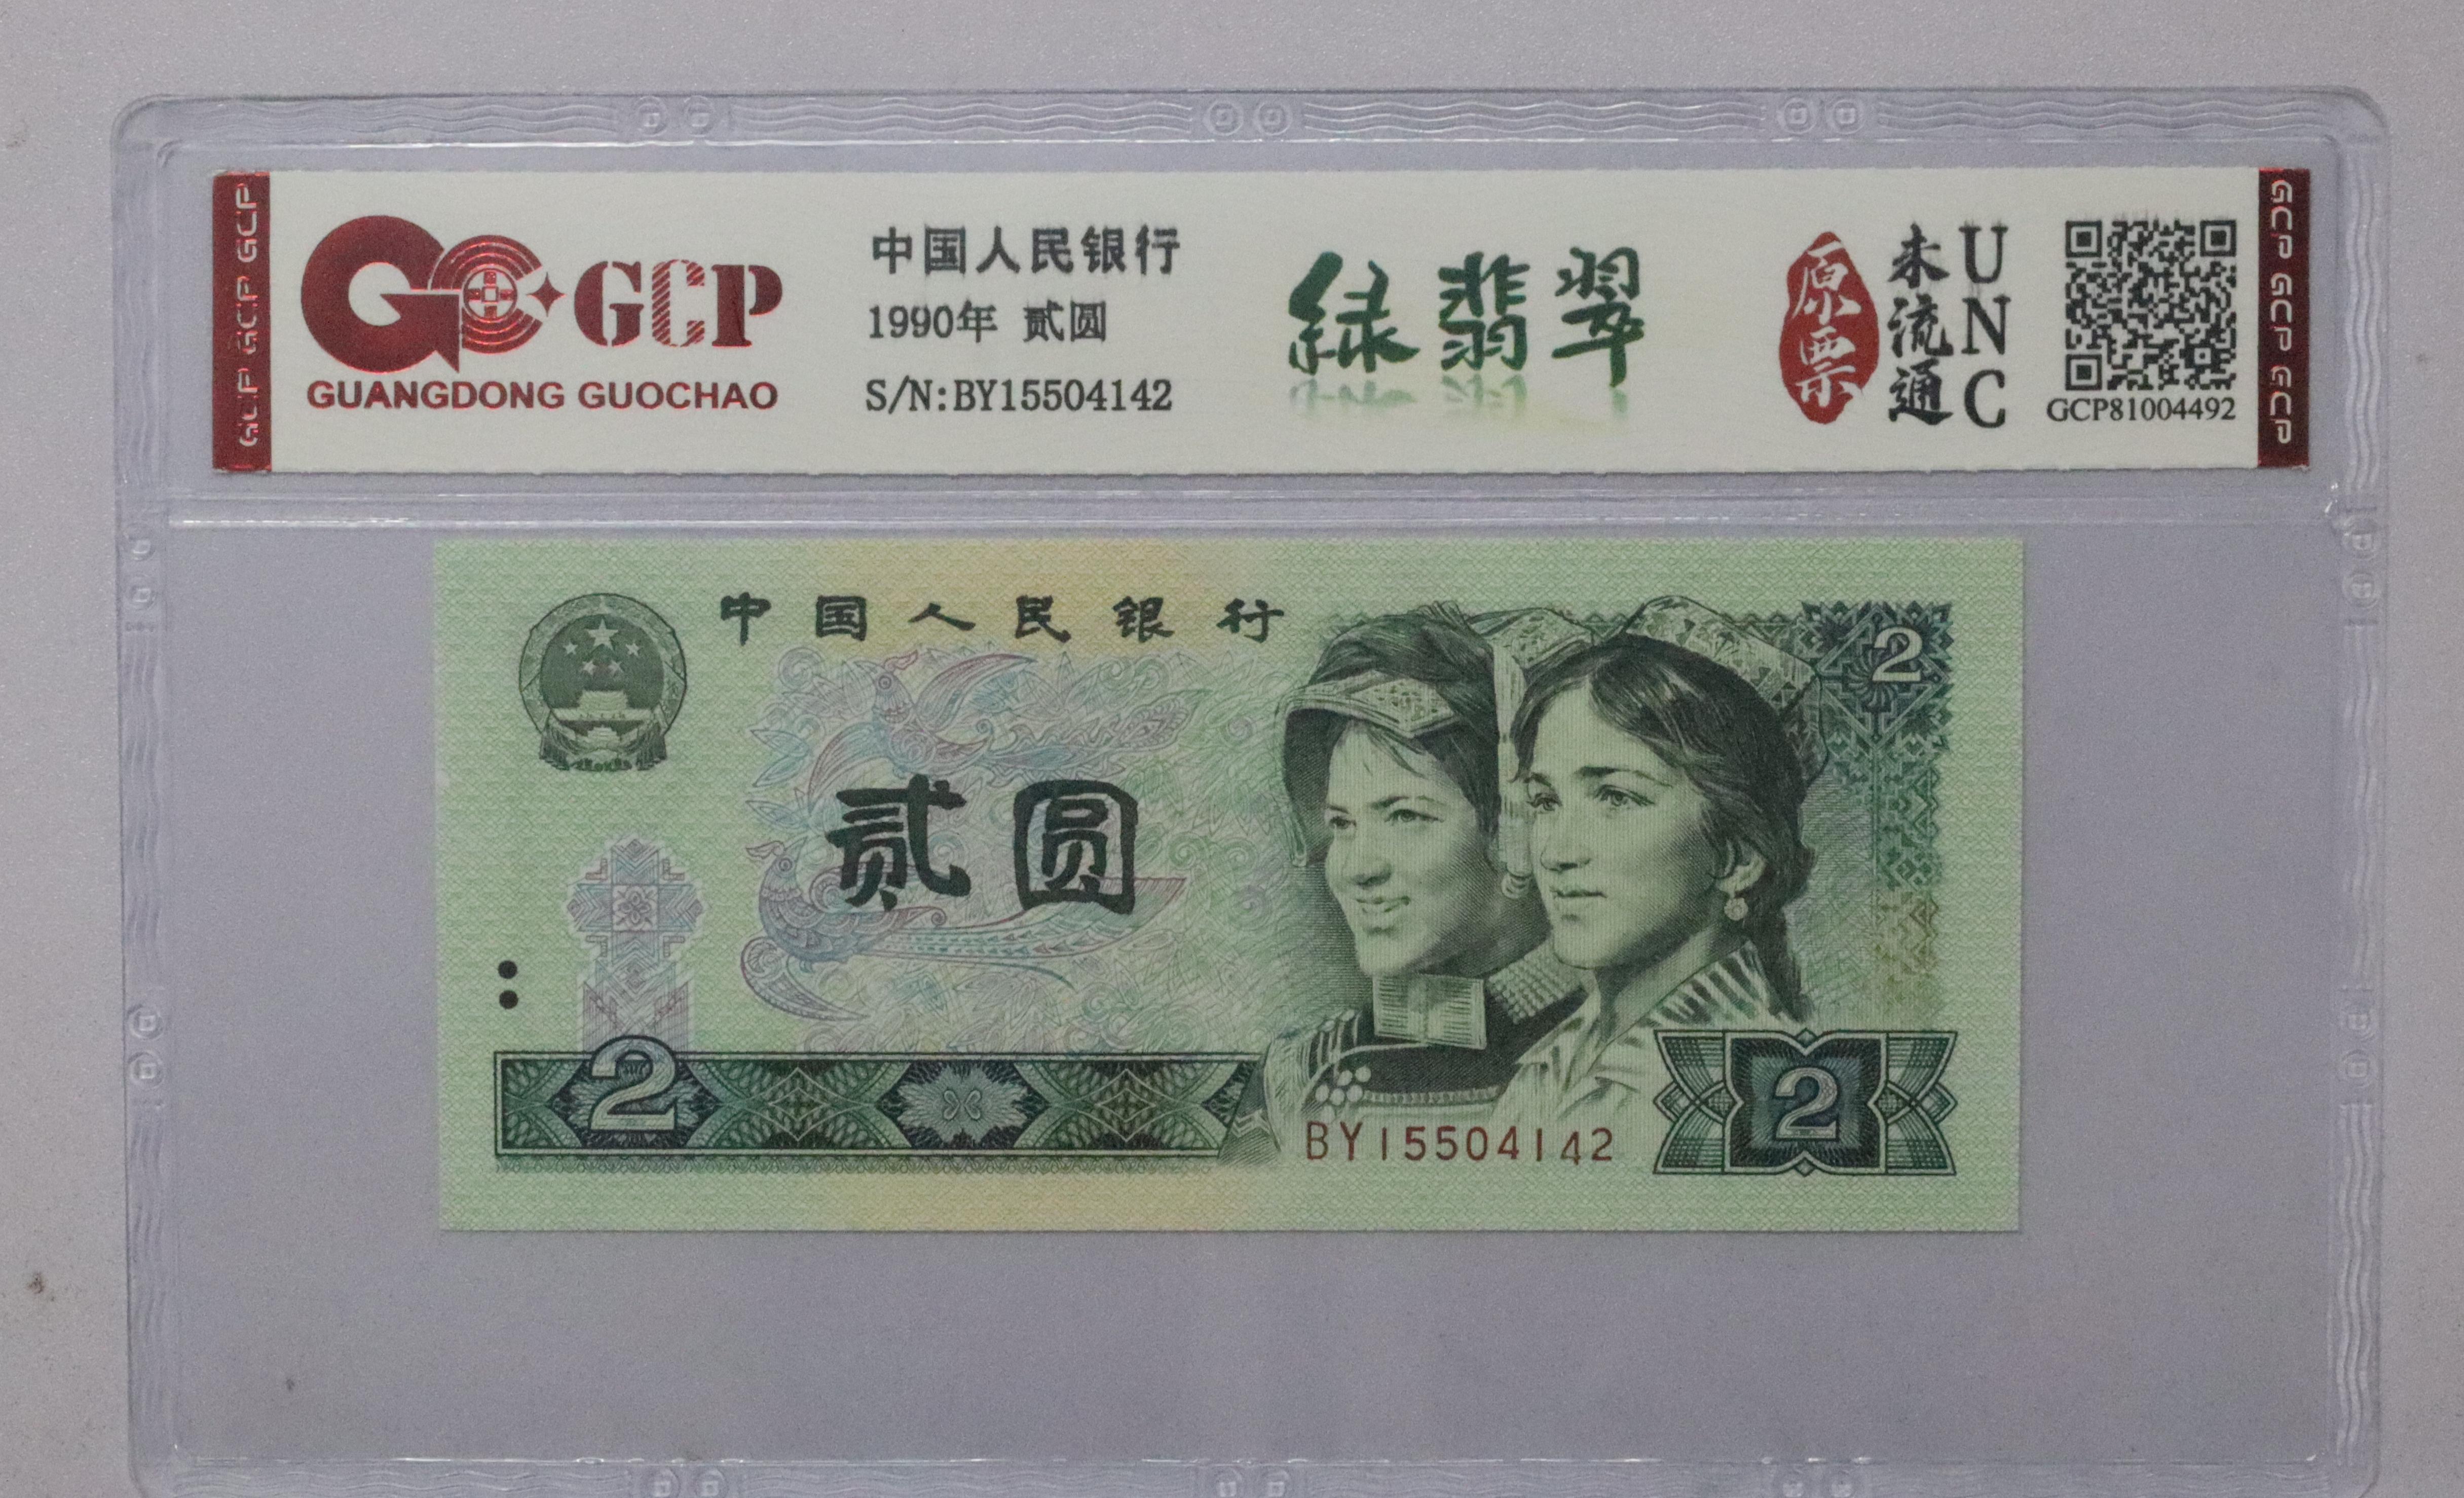 GCP GCP GCP
GCP
GUANGDONG GUOCHAO
中国人民银行
1990年 贰圆
S/N:BY15504142
绿翡翠
原票
未流通
UNC
GCP81004492
GCP GCP GCP
中国人民银行
2
贰圆
2
BY15504142
2